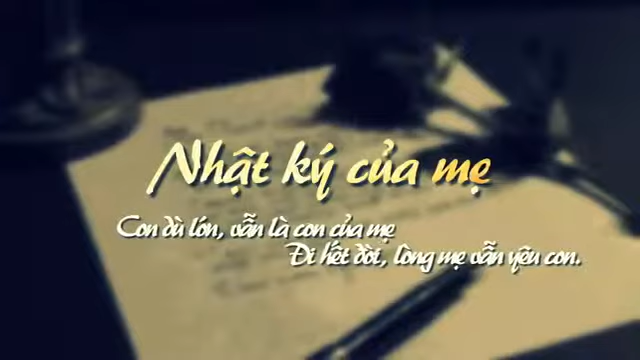 Nhật ký của mẹ
Con dù lớn, vẫn là con của mẹ
Đi hết đời, lòng mẹ vẫn yêu con.